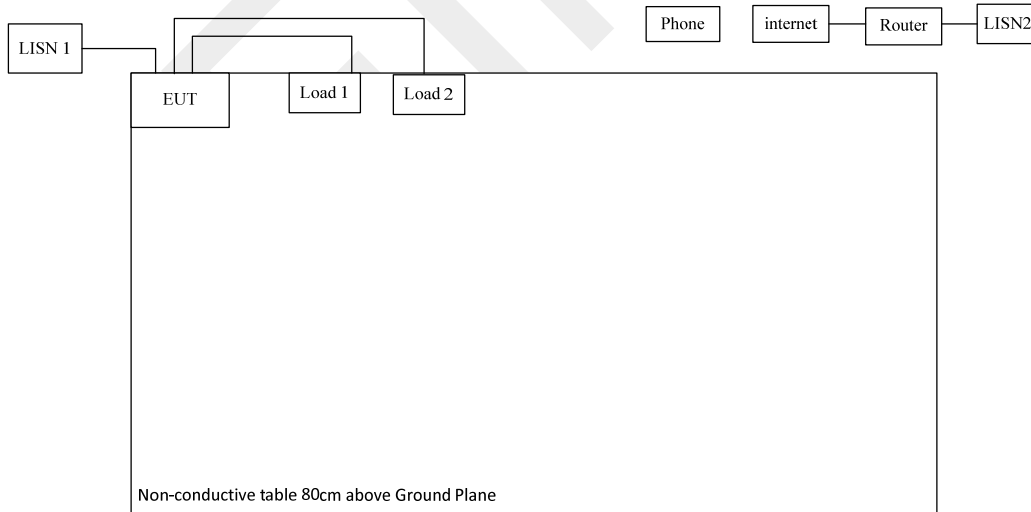 LISN 1
Phone
internet
Router
LISN2
EUT
Load 1
Load 2
Non-conductive table 80cm above Ground Plane